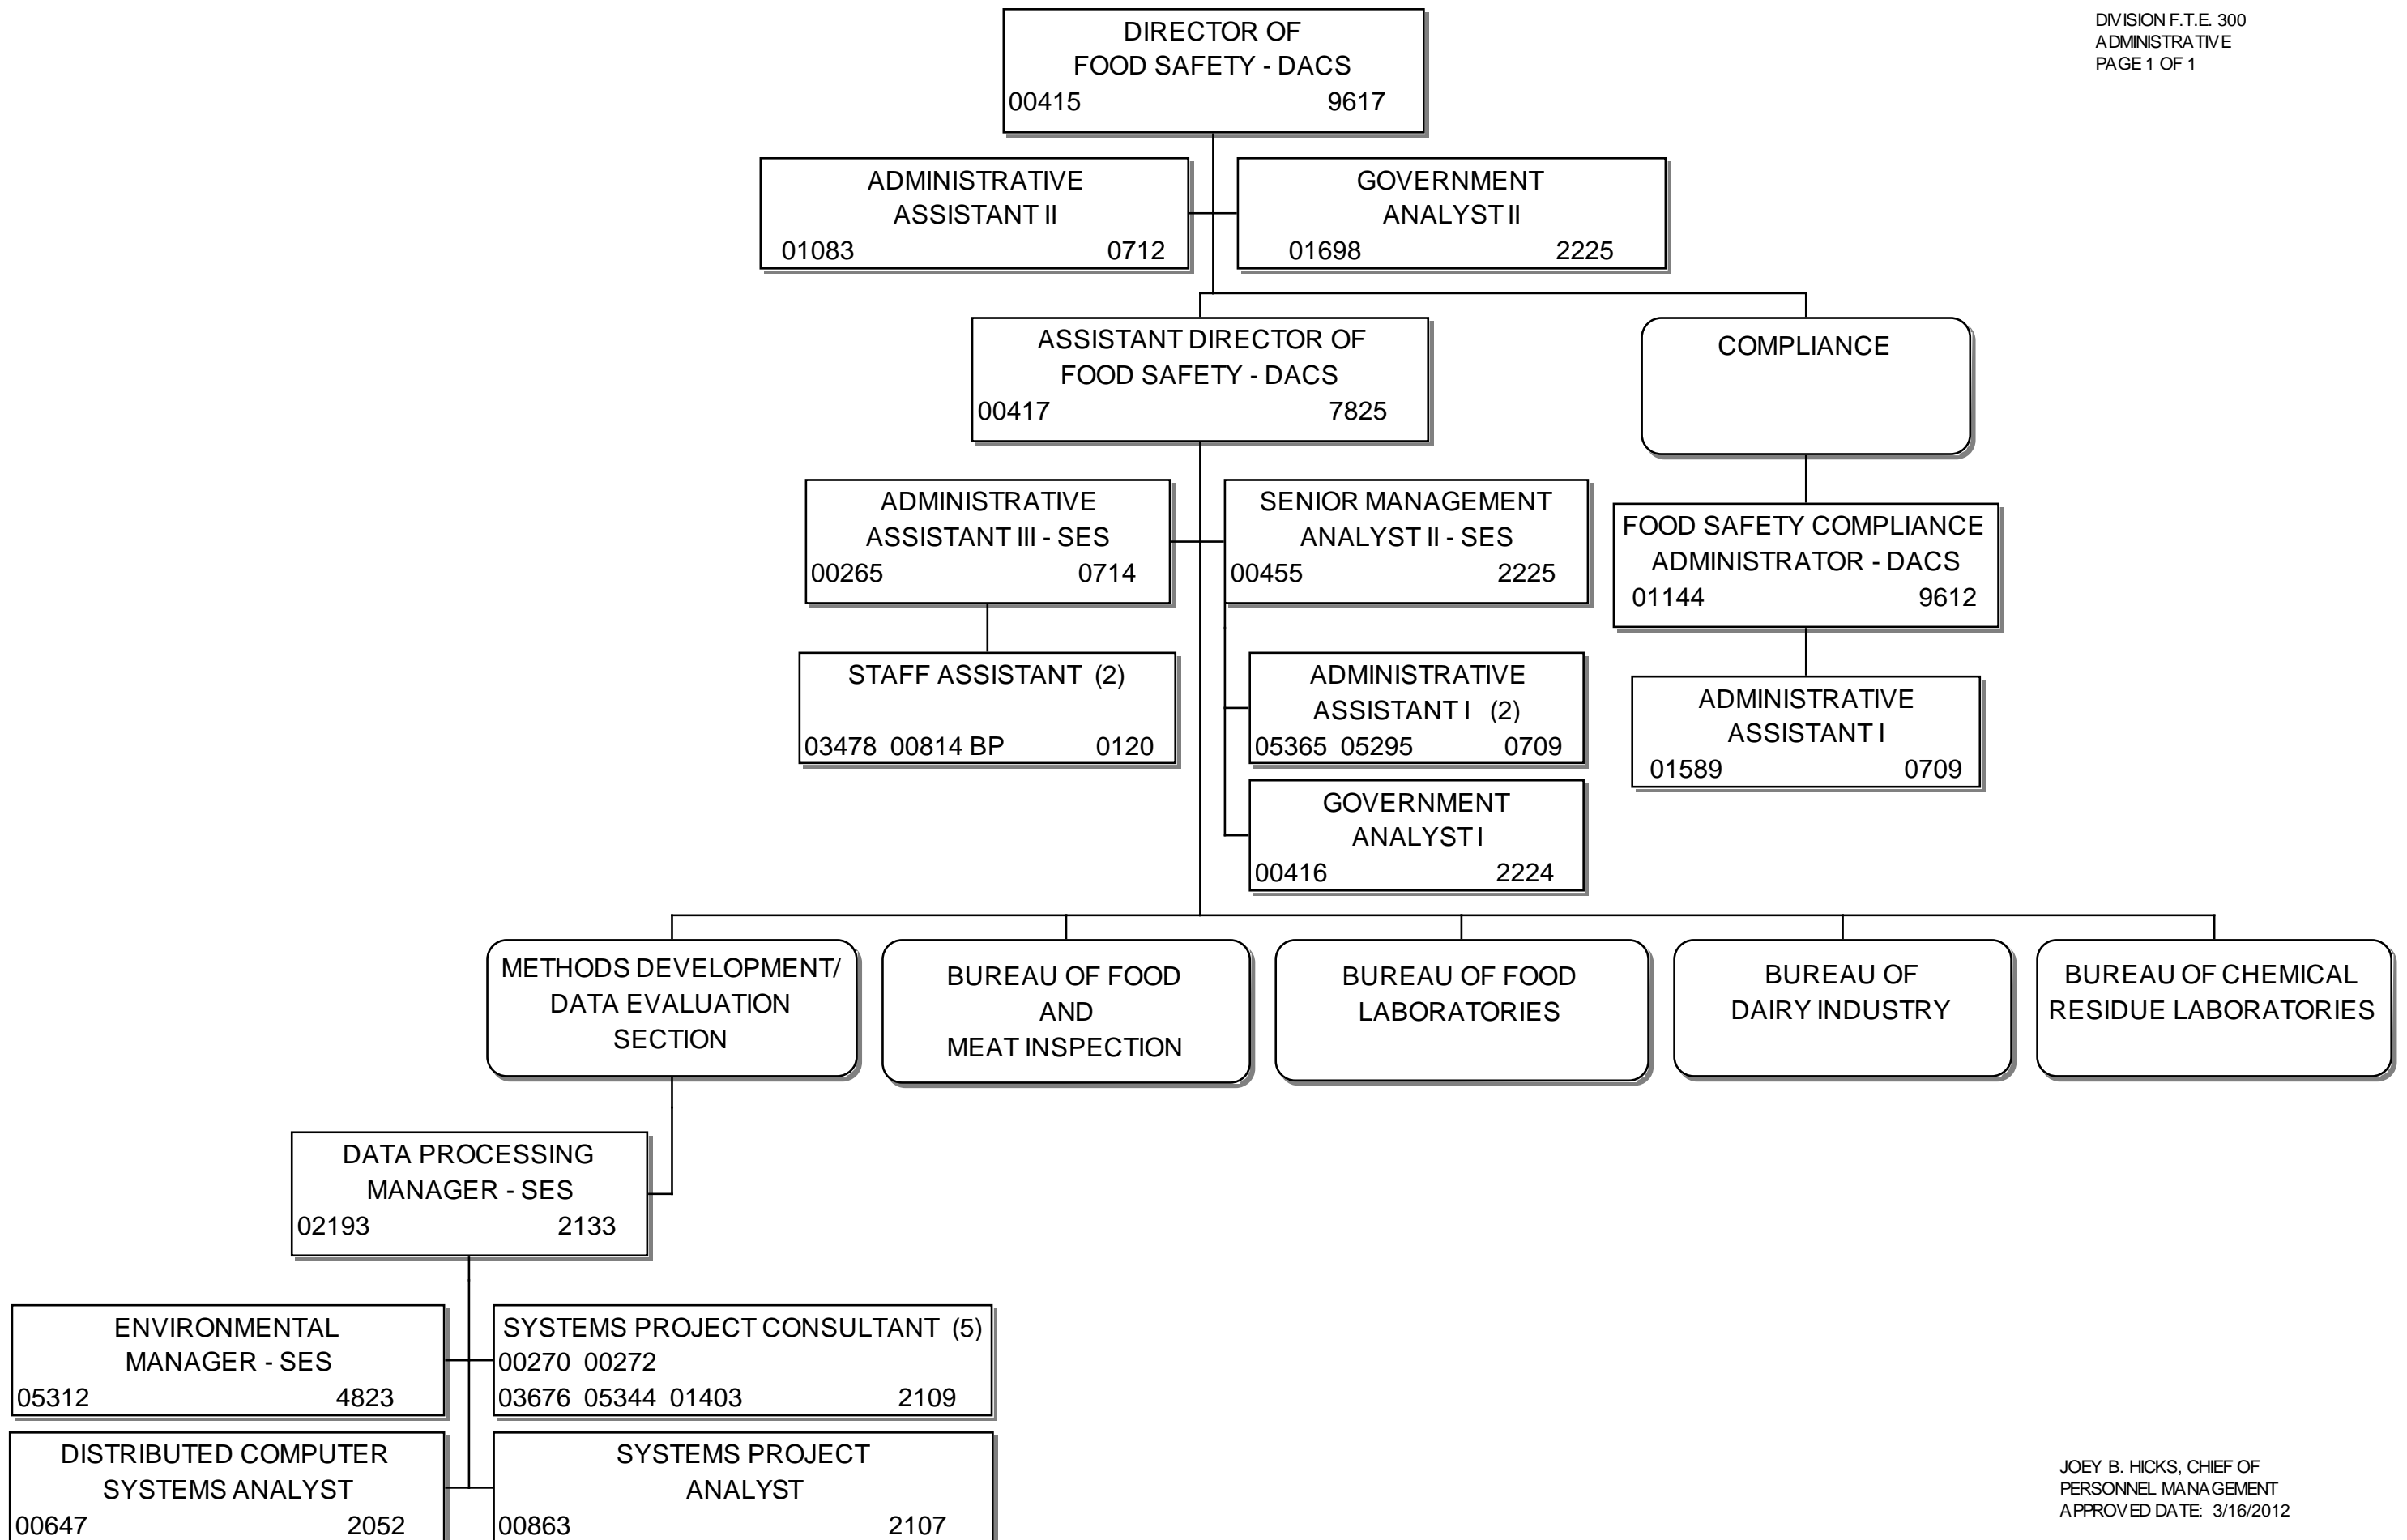 DIVISION F.T.E. 300
ADMINISTRATIVE
PAGE 1 OF 1
DIRECTOR OF
FOOD SAFETY - DACS
00415 9617
ADMINISTRATIVE
ASSISTANT II
01083 0712
GOVERNMENT
ANALYST II
01698 2225
ASSISTANT DIRECTOR OF
FOOD SAFETY - DACS
00417 7825
COMPLIANCE
ADMINISTRATIVE
ASSISTANT III - SES
00265 0714
SENIOR MANAGEMENT
ANALYST II - SES
00455 2225
FOOD SAFETY COMPLIANCE
ADMINISTRATOR - DACS
01144 9612
STAFF ASSISTANT (2)
03478 00814 BP 0120
ADMINISTRATIVE
ASSISTANT I (2)
05365 05295 0709
ADMINISTRATIVE
ASSISTANT I
01589 0709
GOVERNMENT
ANALYST I
00416 2224
METHODS DEVELOPMENT/
DATA EVALUATION
SECTION
BUREAU OF FOOD
AND
MEAT INSPECTION
BUREAU OF FOOD
LABORATORIES
BUREAU OF
DAIRY INDUSTRY
BUREAU OF CHEMICAL
RESIDUE LABORATORIES
DATA PROCESSING
MANAGER - SES
02193 2133
ENVIRONMENTAL
MANAGER - SES
05312 4823
SYSTEMS PROJECT CONSULTANT (5)
00270 00272
03676 05344 01403 2109
DISTRIBUTED COMPUTER
SYSTEMS ANALYST
00647 2052
SYSTEMS PROJECT
ANALYST
00863 2107
JOEY B. HICKS, CHIEF OF
PERSONNEL MANAGEMENT
APPROVED DATE: 3/16/2012